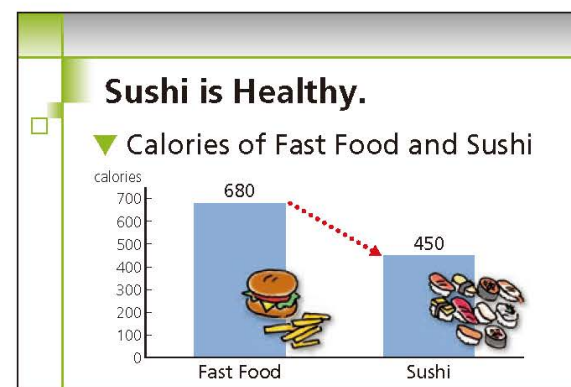 Sushi is Healthy.
▼ Calories of Fast Food and Sushi
calories
700
600
500
400
300
200
100
0
680
450
Fast Food
Sushi